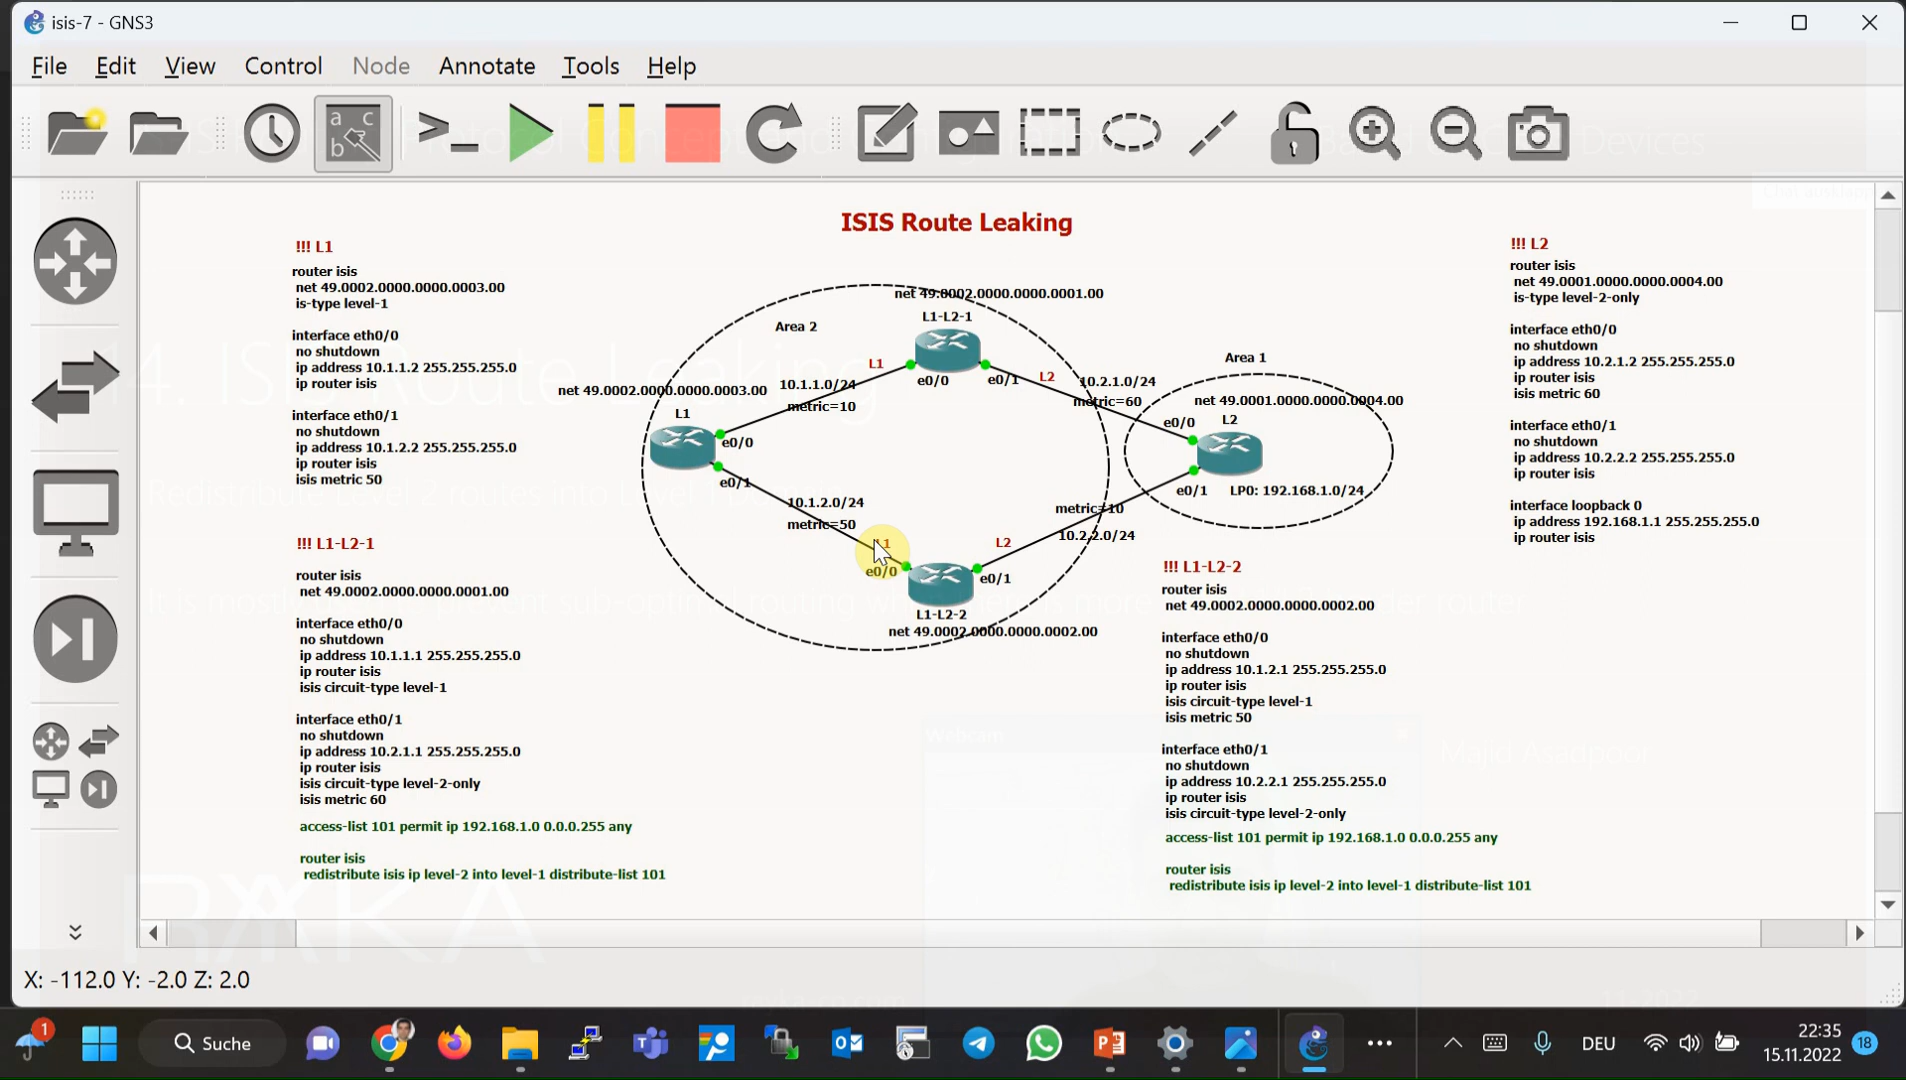 isis-7 - GNS3
File Edit View Control Node Annotate Tools Help
a c
b
Devices
ISIS Route Leaking
!!! L1
router isis
net 49.0002.0000.0000.0003.00
is-type level-1
interface eth0/0
no shutdown
ip address 10.1.1.2 255.255.255.0
ip router isis
interface eth0/1
no shutdown
ip address 10.1.2.2 255.255.255.0
ip router isis
isis metric 50
!!! L1-L2-1
router isis
net 49.0002.0000.0000.0001.00
interface eth0/0
no shutdown
ip address 10.1.1.1 255.255.255.0
ip router isis
isis circuit-type level-1
interface eth0/1
no shutdown
ip address 10.2.1.1 255.255.255.0
ip router isis
isis circuit-type level-2-only
isis metric 60
access-list 101 permit ip 192.168.1.0 0.0.0.255 any
router isis
redistribute isis ip level-2 into level-1 distribute-list 101
net 49.0002.0000.0000.0001.00
L1-L2-1
Area 2
L1
e0/0
e0/1
L2
10.1.1.0/24
metric=10
10.2.1.0/24
metric=60
net 49.0002.0000.0000.0003.00
L1
e0/0
e0/1
Area 1
net 49.0001.0000.0000.0004.00
L2
e0/0
e0/1
LP0: 192.168.1.0/24
10.1.2.0/24
metric=50
metric=10
10.2.2.0/24
L1
L2
e0/0
e0/1
L1-L2-2
net 49.0002.0000.0000.0002.00
!!! L1-L2-2
router isis
net 49.0002.0000.0000.0002.00
interface eth0/0
no shutdown
ip address 10.1.2.1 255.255.255.0
ip router isis
isis circuit-type level-1
isis metric 50
interface eth0/1
no shutdown
ip address 10.2.2.1 255.255.255.0
ip router isis
isis circuit-type level-2-only
access-list 101 permit ip 192.168.1.0 0.0.0.255 any
router isis
redistribute isis ip level-2 into level-1 distribute-list 101
!!! L2
router isis
net 49.0001.0000.0000.0004.00
is-type level-2-only
interface eth0/0
no shutdown
ip address 10.2.1.2 255.255.255.0
ip router isis
isis metric 60
interface eth0/1
no shutdown
ip address 10.2.2.2 255.255.255.0
ip router isis
interface loopback 0
ip address 192.168.1.1 255.255.255.0
ip router isis
14. ISIS Route Leaking
Redistribute Level 2 routes into Level
Webcam
Majid Asadpoor
X: -112.0 Y: -2.0 Z: 2.0
1
Suche
DEU
22:35
15.11.2022
18